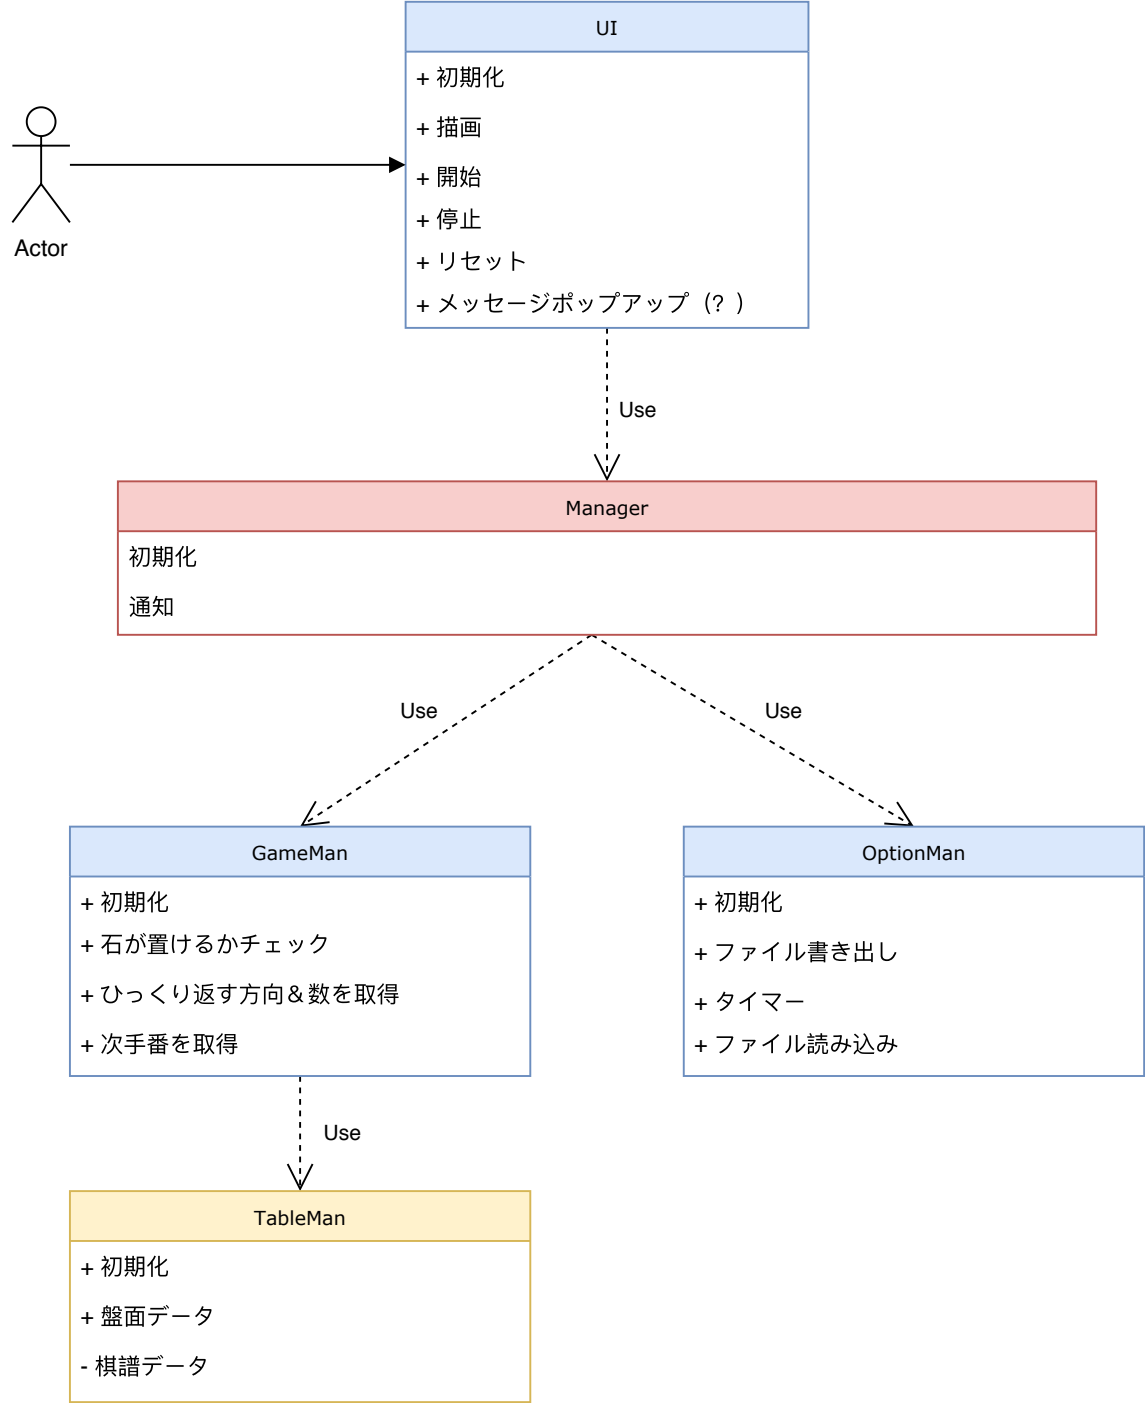 UI
+ 初期化
+ 描画
+ 開始
+ 停止
+ リセット
+ メッセージポップアップ（？）
Actor
Use
Manager
初期化
通知
Use
Use
GameMan
+ 初期化
+ 石が置けるかチェック
+ ひっくり返す方向＆数を取得
+ 次手番を取得
OptionMan
+ 初期化
+ ファイル書き出し
+ タイマー
+ ファイル読み込み
Use
TableMan
+ 初期化
+ 盤面データ
- 棋譜データ